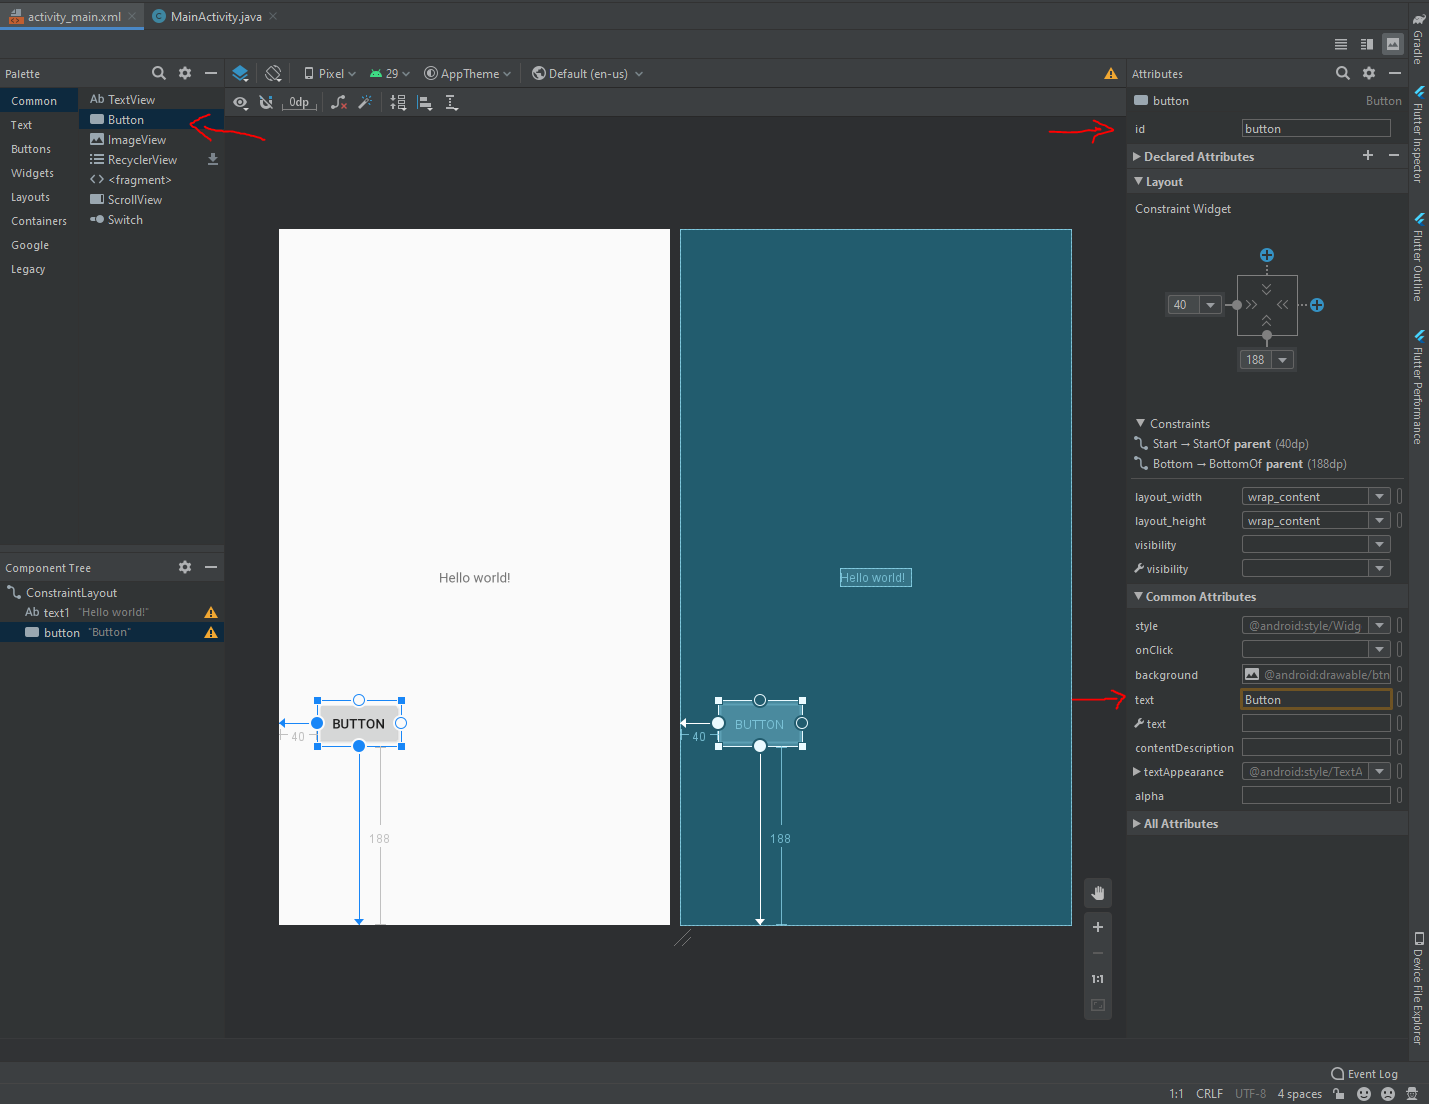 activity_main.xml
MainActivity.java
Palette
Pixel
29
AppTheme
Default (en-us)
Attributes
Common
Text
Buttons
Widgets
Layouts
Containers
Google
Legacy
Ab TextView
Button
ImageView
RecyclerView
<fragment>
ScrollView
Switch
0dp
Hello world!
BUTTON
40
188
Hello world!
BUTTON
40
188
1:1
Component Tree
ConstraintLayout
Ab text1 "Hello world!"
button "Button"
button Button
id button
Declared Attributes
Layout
Constraint Widget
40
188
Constraints
Start → StartOf parent (40dp)
Bottom → BottomOf parent (188dp)
layout_width wrap_content
layout_height wrap_content
visibility
visibility
Common Attributes
style @android:style/Widg
onClick
background @android:drawable/btn
text Button
text
contentDescription
textAppearance @android:style/TextA
alpha
All Attributes
Gradle
Flutter Inspector
Flutter Outline
Flutter Performance
Device File Explorer
Event Log
1:1 CRLF UTF-8 4 spaces